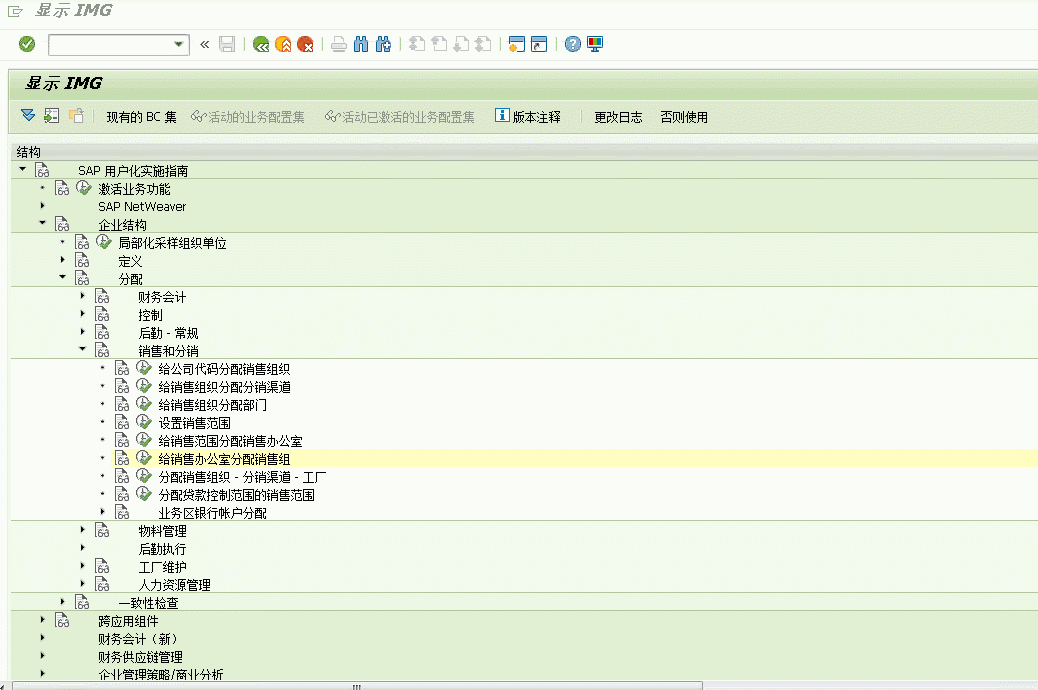 显示 IMG
显示 IMG
现有的 BC 集 活动的业务配置集 活动已激活的业务配置集 版本注释 更改日志 否则使用
结构
SAP 用户化实施指南
激活业务功能
SAP NetWeaver
企业结构
局部化采样组织单位
定义
分配
财务会计
控制
后勤 - 常规
销售和分销
给公司代码分配销售组织
给销售组织分配分销渠道
给销售组织分配部门
设置销售范围
给销售范围分配销售办公室
给销售办公室分配销售组
分配销售组织 - 分销渠道 - 工厂
分配贷款控制范围的销售范围
业务区银行帐户分配
物料管理
后勤执行
工厂维护
人力资源管理
一致性检查
跨应用组件
财务会计（新）
财务供应链管理
企业管理策略/商业分析